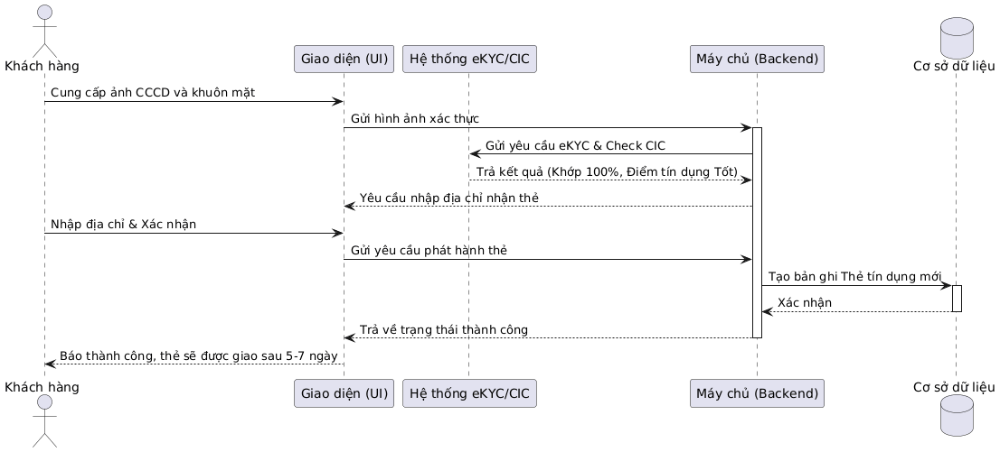 Khách hàng
Giao diện (UI)
Hệ thống eKYC/CIC
Máy chủ (Backend)
Cơ sở dữ liệu
Cung cấp ảnh CCCD và khuôn mặt
Gửi hình ảnh xác thực
Gửi yêu cầu eKYC & Check CIC
Trả kết quả (Khớp 100%, Điểm tín dụng Tốt)
Yêu cầu nhập địa chỉ nhận thẻ
Nhập địa chỉ & Xác nhận
Gửi yêu cầu phát hành thẻ
Tạo bản ghi Thẻ tín dụng mới
Xác nhận
Trả về trạng thái thành công
Báo thành công, thẻ sẽ được giao sau 5-7 ngày
Khách hàng
Giao diện (UI)
Hệ thống eKYC/CIC
Máy chủ (Backend)
Cơ sở dữ liệu